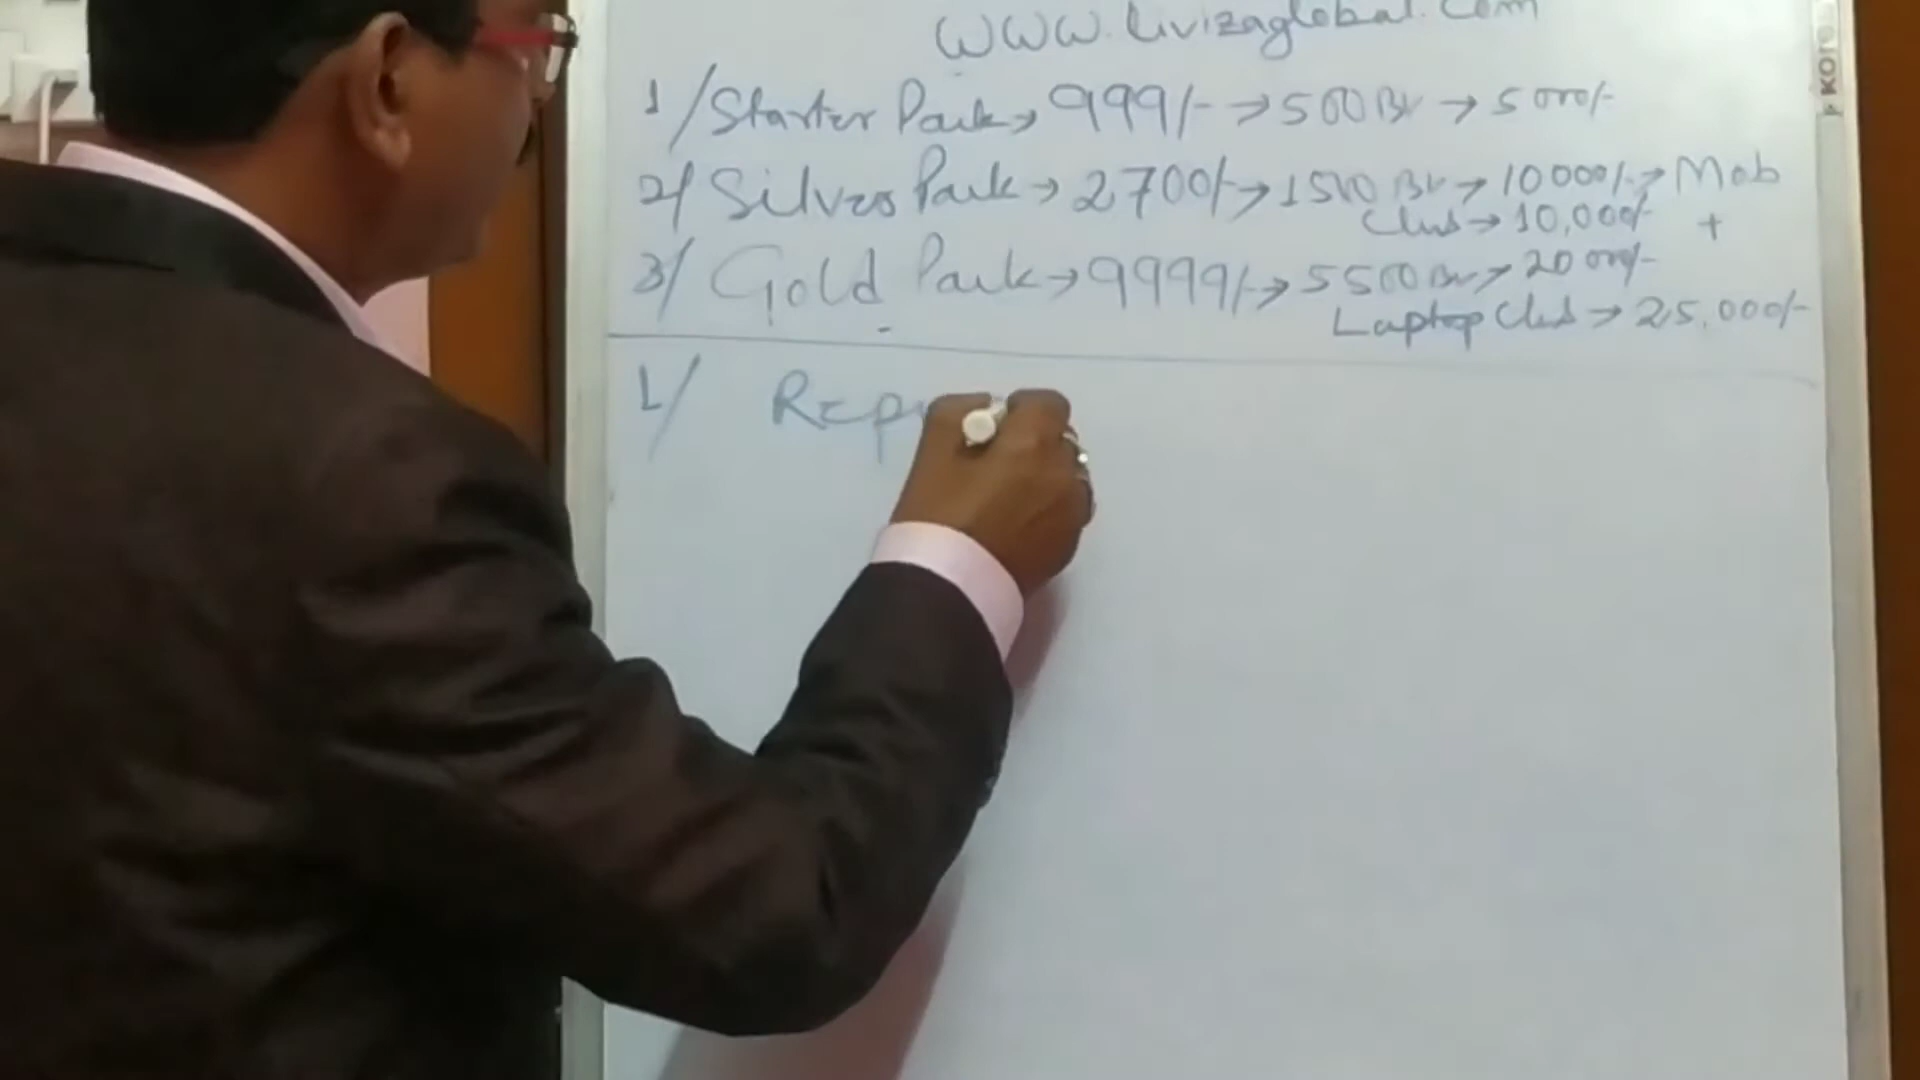 www.livizaglobal.com
1/ Starter Pack → 999/- → 500 BV → 5000/-
2/ Silver Pack → 2700/- → 1500 BV → 10000/- → Mob
Club → 10,000/- +
3/ Gold Pack → 9999/- → 5500 BV → 20000/-
Laptop Club → 25,000/-
1/ Rep
KORE